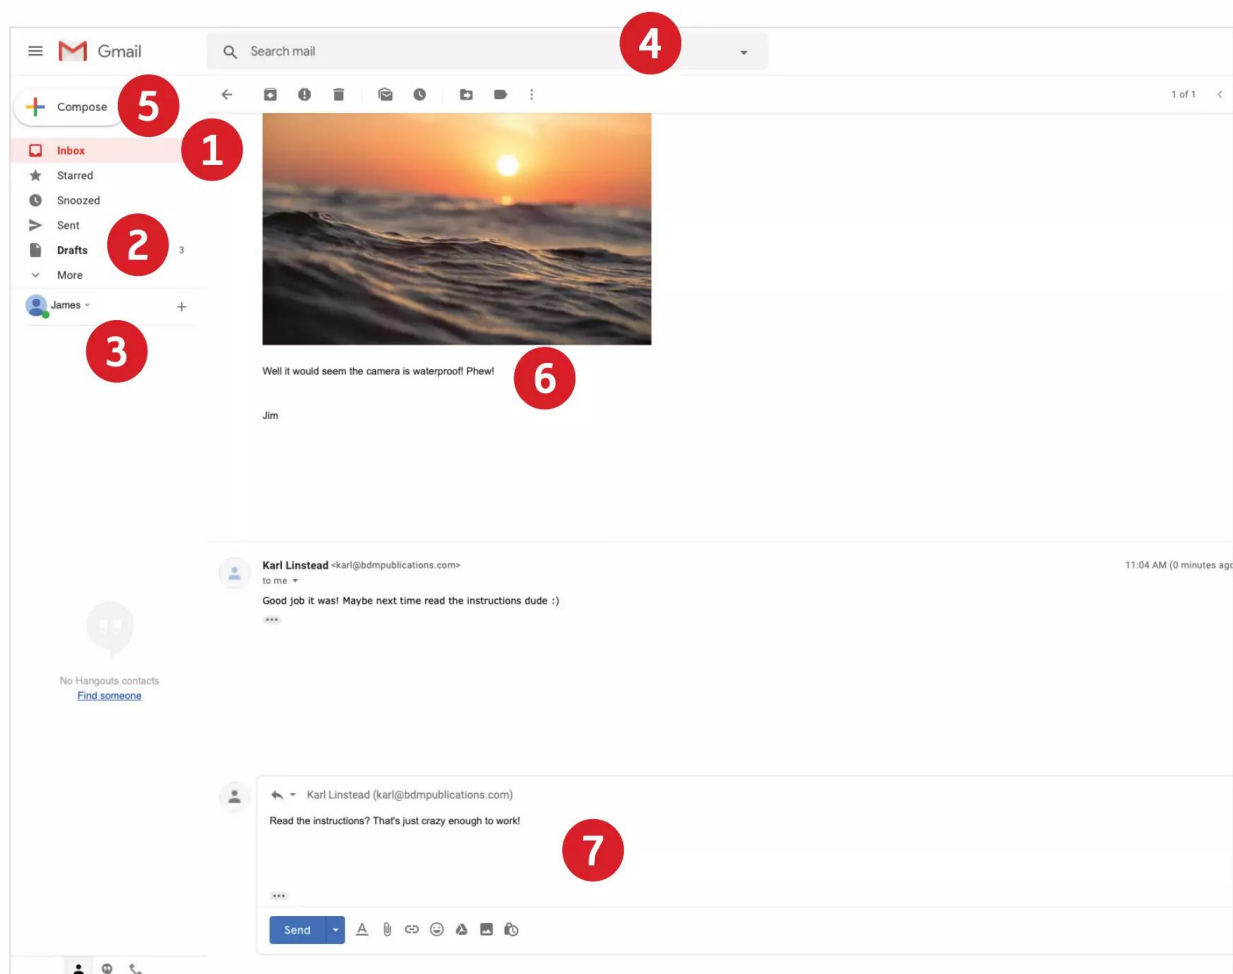 Gmail
Search mail
4
Compose
5
1 of 1
Inbox
1
Starred
Snoozed
Sent
2
Drafts
3
More
James
3
Well it would seem the camera is waterproof! Phew!
6
Jim
Karl Linstead <karl@bdmpublications.com>
11:04 AM (0 minutes ago
to me
Good job it was! Maybe next time read the instructions dude :)
No Hangouts contacts
Find someone
Karl Linstead (karl@bdmpublications.com)
Read the instructions? That's just crazy enough to work!
7
Send